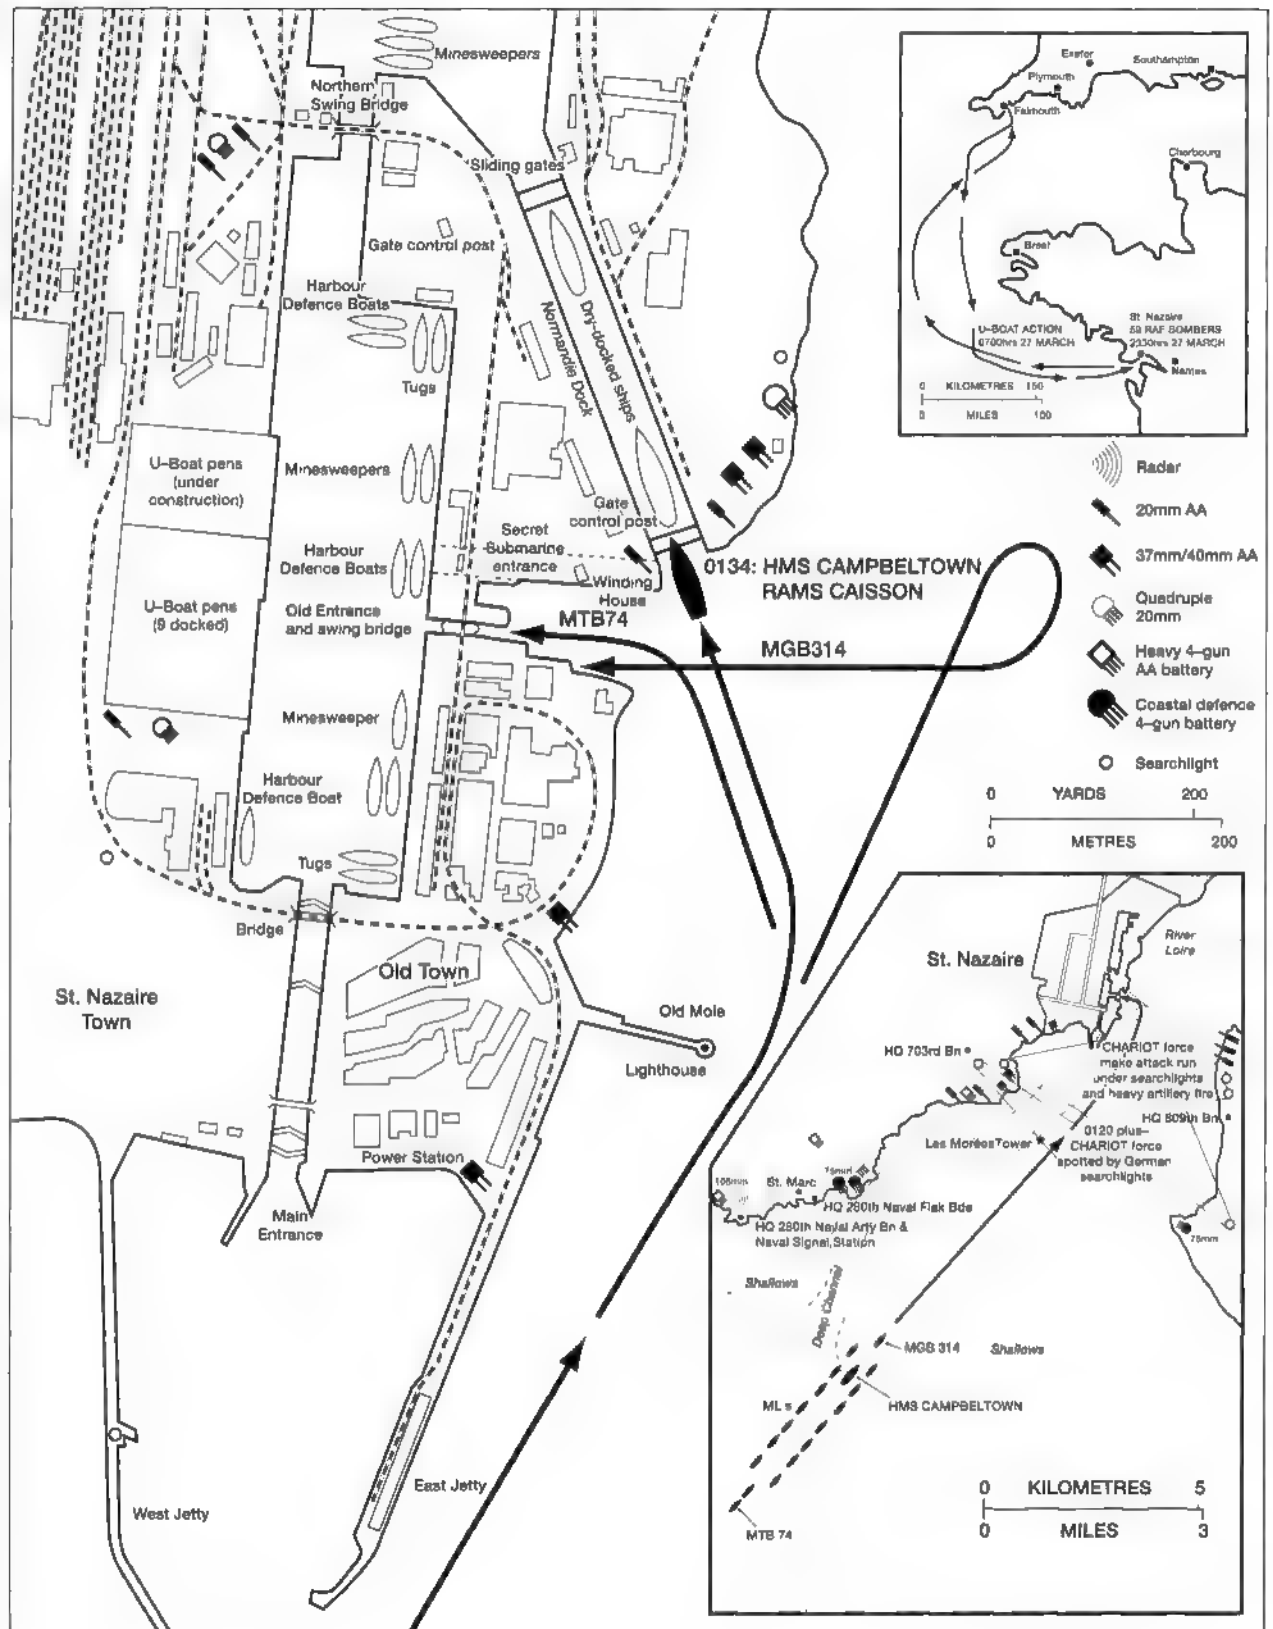 Minesweepers
Northern
Swing Bridge
Sliding gates
Gate control post
Harbour
Defence Boats
Tugs
Normandie Dock
Dry-docked ships
U-Boat pens
(under
construction)
Minesweepers
Gate
control post
Secret
Submarine
entrance
Harbour
Defence Boats
Winding
House
U-Boat pens
(9 docked)
Old Entrance
and swing bridge
MTB74
0134: HMS CAMPBELTOWN
RAMS CAISSON
MGB314
Minesweeper
Harbour
Defence Boat
Tugs
Bridge
Old Town
St. Nazaire
Town
Old Mole
Lighthouse
Power Station
Main
Entrance
East Jetty
West Jetty
Exeter
Southampton
Plymouth
Falmouth
Cherbourg
Brest
U-BOAT ACTION
0700hrs 27 MARCH
St. Nazaire
59 RAF BOMBERS
2330hrs 27 MARCH
Nantes
0 KILOMETRES 150
0 MILES 100
Radar
20mm AA
37mm/40mm AA
Quadruple
20mm
Heavy 4-gun
AA battery
Coastal defence
4-gun battery
Searchlight
0 YARDS 200
0 METRES 200
St. Nazaire
River
Loire
HQ 703rd Bn
CHARIOT force
make attack run
under searchlights
and heavy artillery fire
HQ 809th Bn
Les Morées Tower
0120 plus-
CHARIOT force
spotted by German
searchlights
75mm
St. Marc
HQ 280th Naval Flak Bde
HQ 280th Naval Arty Bn &
Naval Signal Station
75mm
Shallows
Deep Channel
MGB 314
Shallows
ML s
HMS CAMPBELTOWN
MTB 74
0 KILOMETRES 5
0 MILES 3